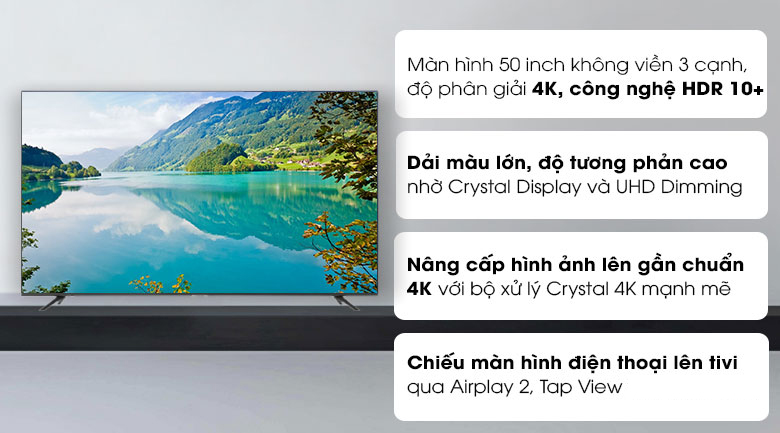 Màn hình 50 inch không viền 3 cạnh,
độ phân giải 4K, công nghệ HDR 10+
Dải màu lớn, độ tương phản cao
nhờ Crystal Display và UHD Dimming
Nâng cấp hình ảnh lên gần chuẩn
4K với bộ xử lý Crystal 4K mạnh mẽ
Chiếu màn hình điện thoại lên tivi
qua Airplay 2, Tap View